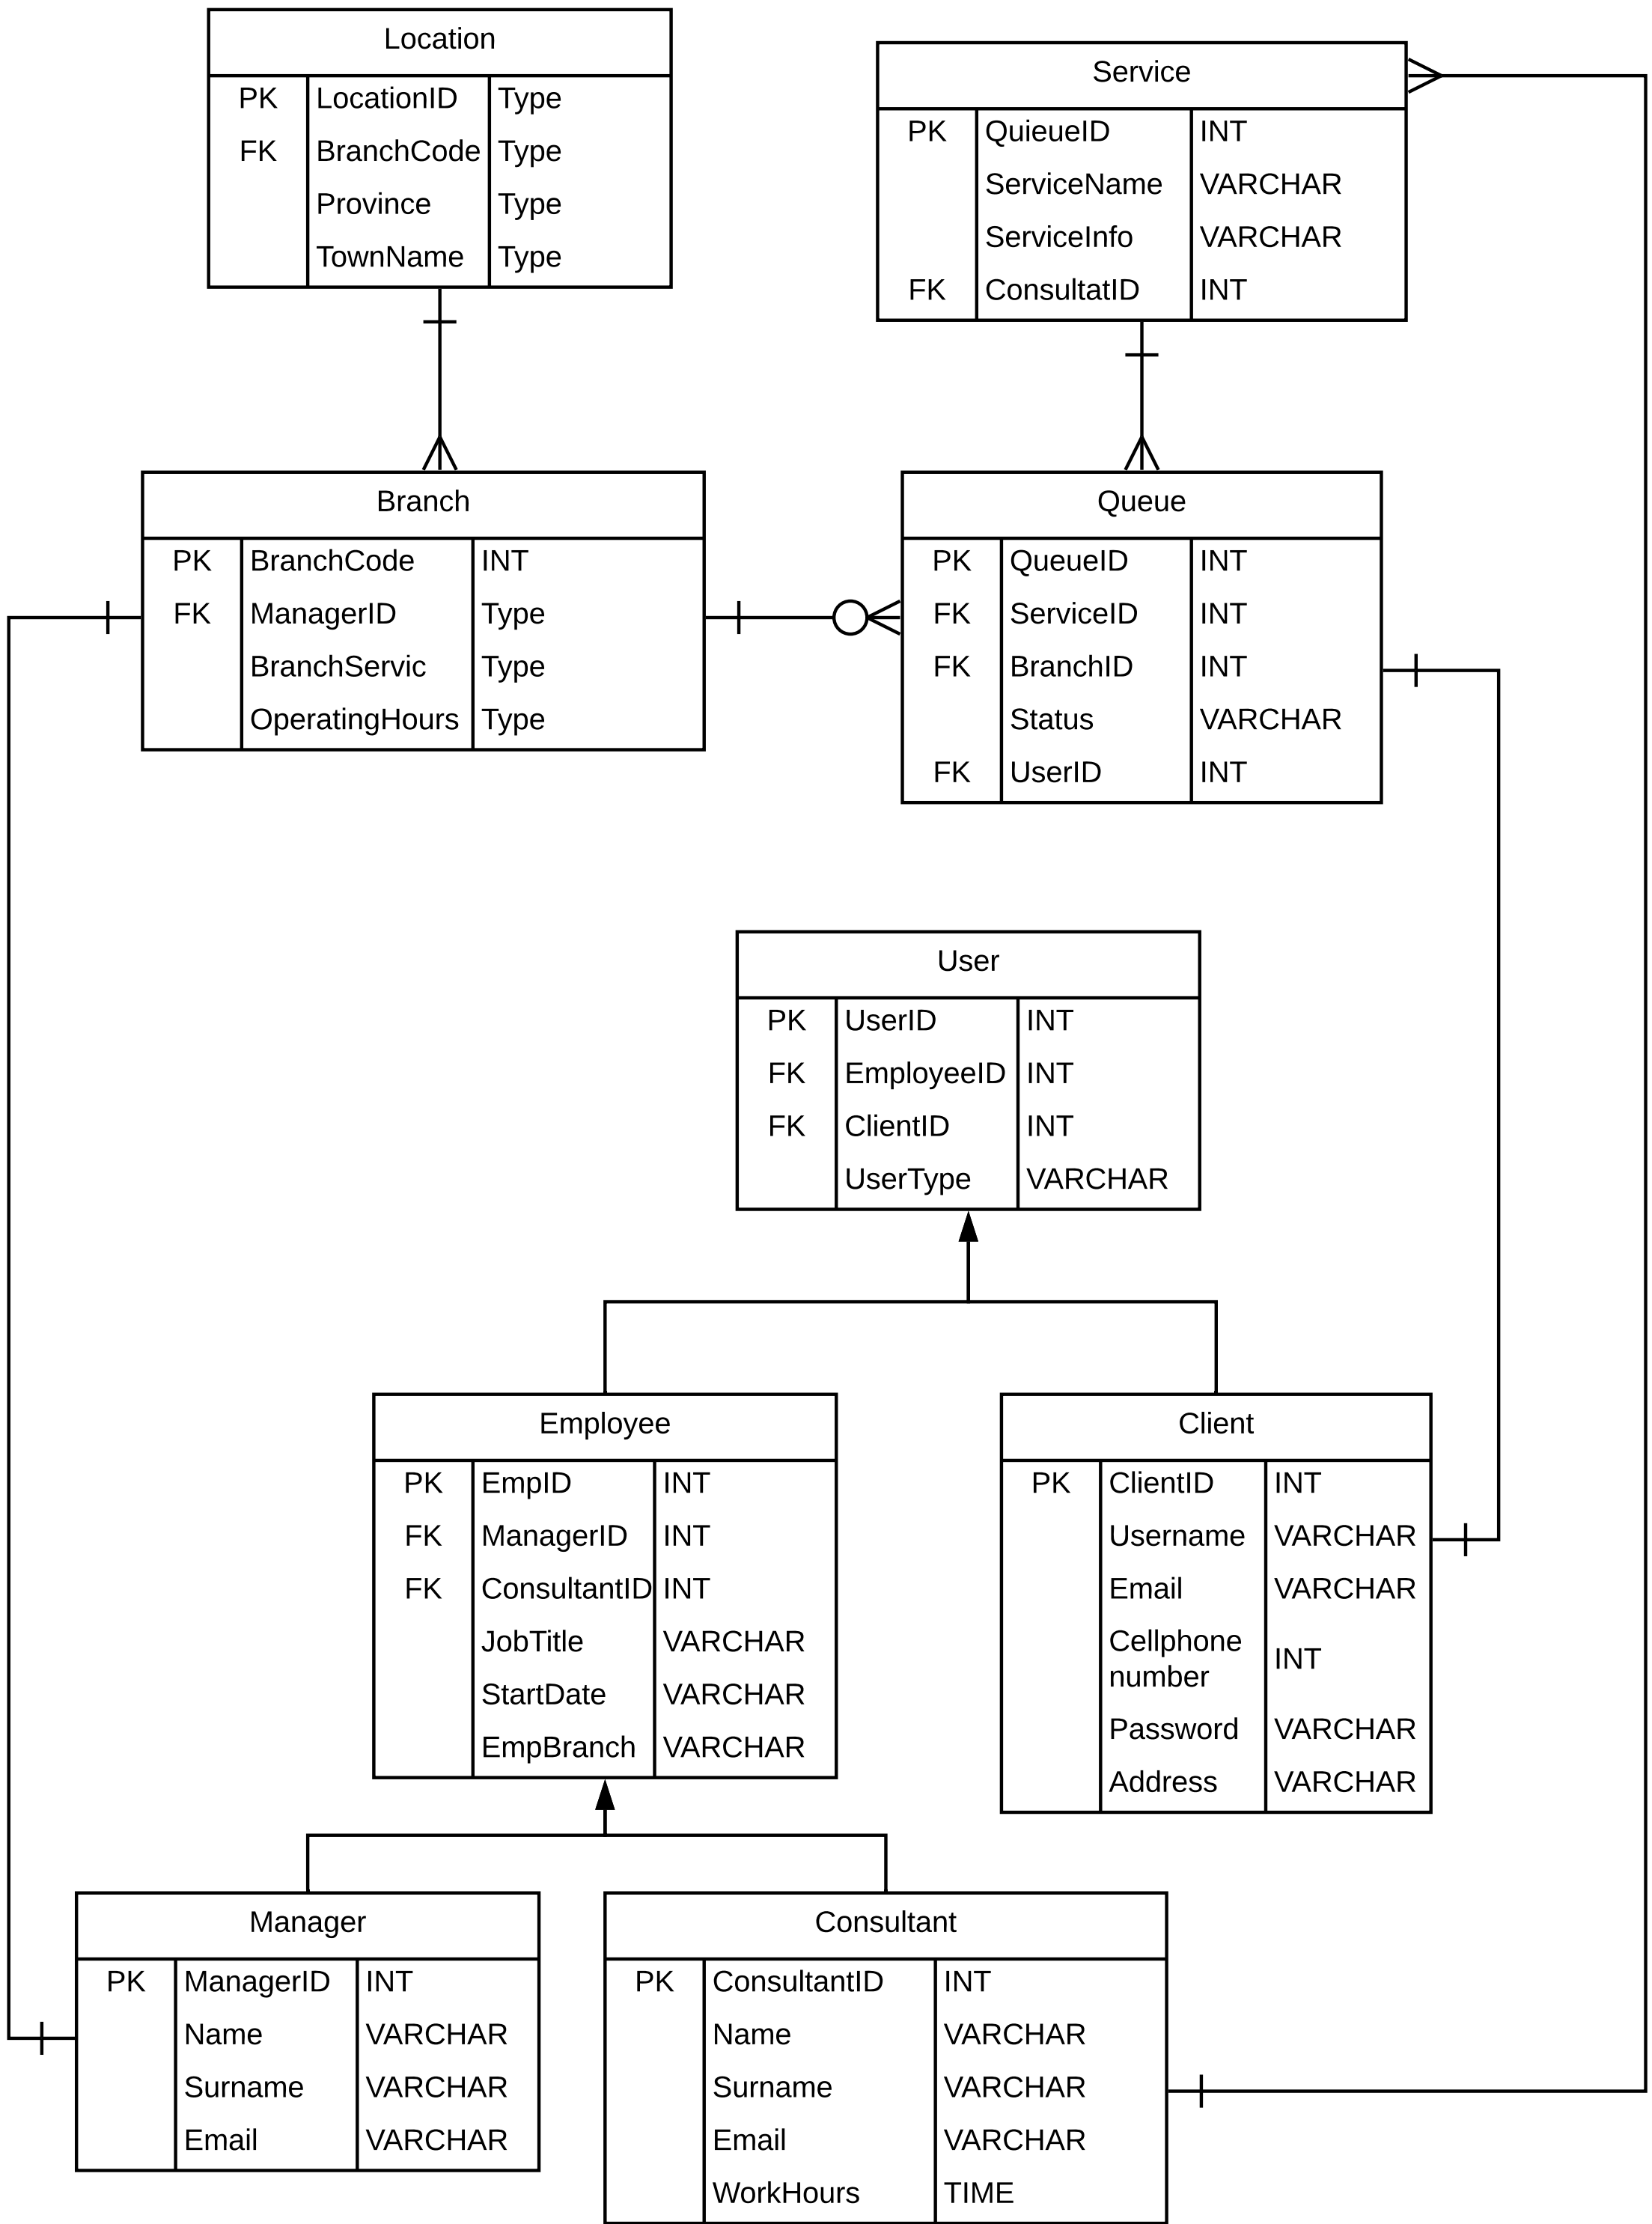 Location
PK LocationID Type
FK BranchCode Type
Province Type
TownName Type
Service
PK QuieueID INT
ServiceName VARCHAR
ServiceInfo VARCHAR
FK ConsultatID INT
Branch
PK BranchCode INT
FK ManagerID Type
BranchServic Type
OperatingHours Type
Queue
PK QueueID INT
FK ServiceID INT
FK BranchID INT
Status VARCHAR
FK UserID INT
User
PK UserID INT
FK EmployeeID INT
FK ClientID INT
UserType VARCHAR
Employee
PK EmpID INT
FK ManagerID INT
FK ConsultantID INT
JobTitle VARCHAR
StartDate VARCHAR
EmpBranch VARCHAR
Client
PK ClientID INT
Username VARCHAR
Email VARCHAR
Cellphone
number INT
Password VARCHAR
Address VARCHAR
Manager
PK ManagerID INT
Name VARCHAR
Surname VARCHAR
Email VARCHAR
Consultant
PK ConsultantID INT
Name VARCHAR
Surname VARCHAR
Email VARCHAR
WorkHours TIME